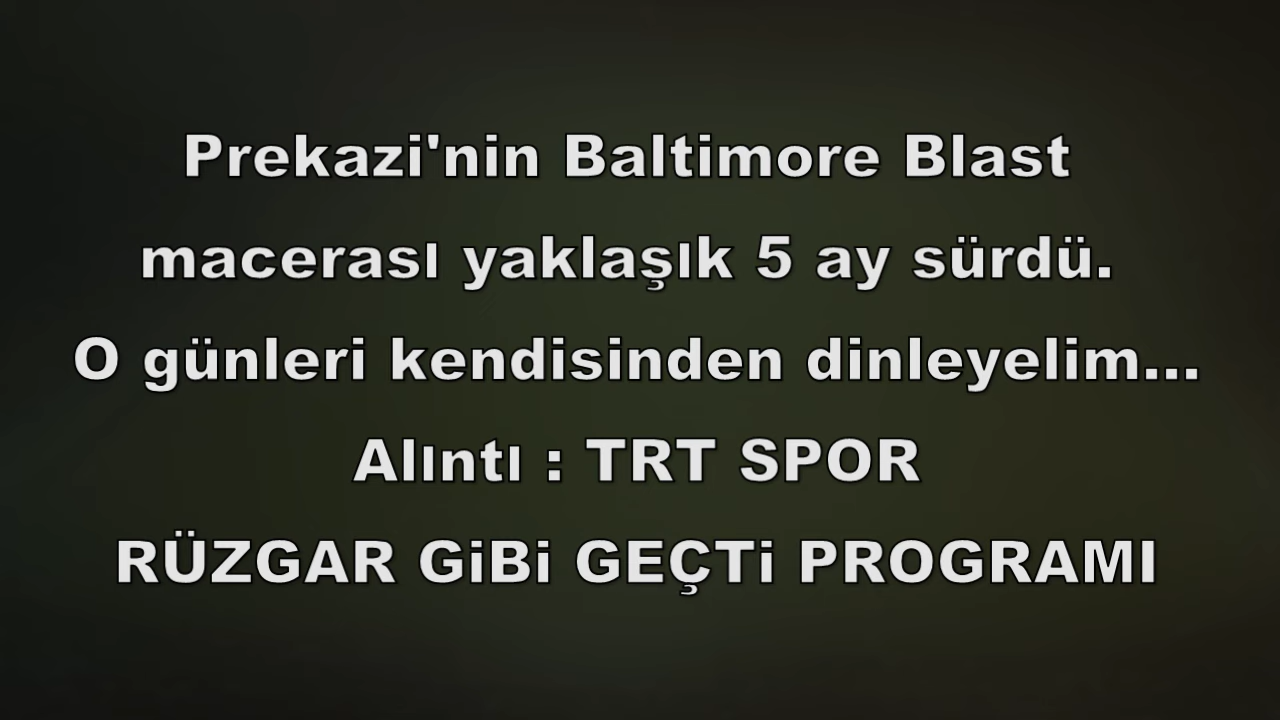 Prekazi'nin Baltimore Blast
macerası yaklaşık 5 ay sürdü.
O günleri kendisinden dinleyelim...
Alıntı : TRT SPOR
RÜZGAR GiBi GEÇTi PROGRAMI